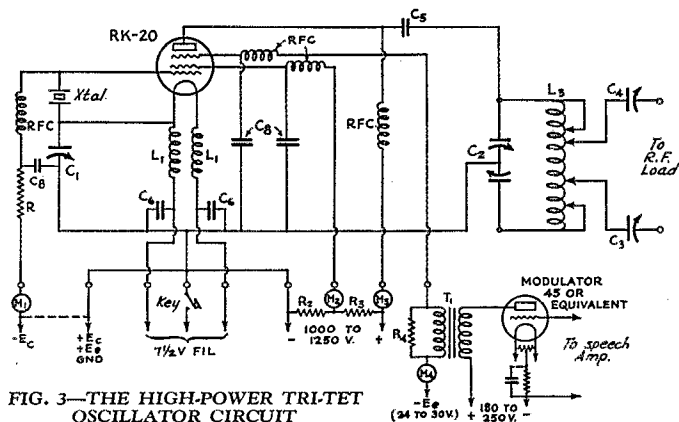 RK-20
RFC
C5
Xtal.
RFC
C8
C1
R
L1
L1
C6
C6
C8
RFC
L3
C4
C2
C3
To
R.F.
Load
M1
Key
M2
M3
R2
R3
1000 TO
1250 V.
-
+
-Ec
+Ec
+Ee
GND
7½V FIL
R4
T1
M4
-Ee
(24 TO 30V.)
MODULATOR
45 OR
EQUIVALENT
To speech
Amp.
+ 180 TO -
250 V.
FIG. 3—THE HIGH-POWER TRI-TET
OSCILLATOR CIRCUIT